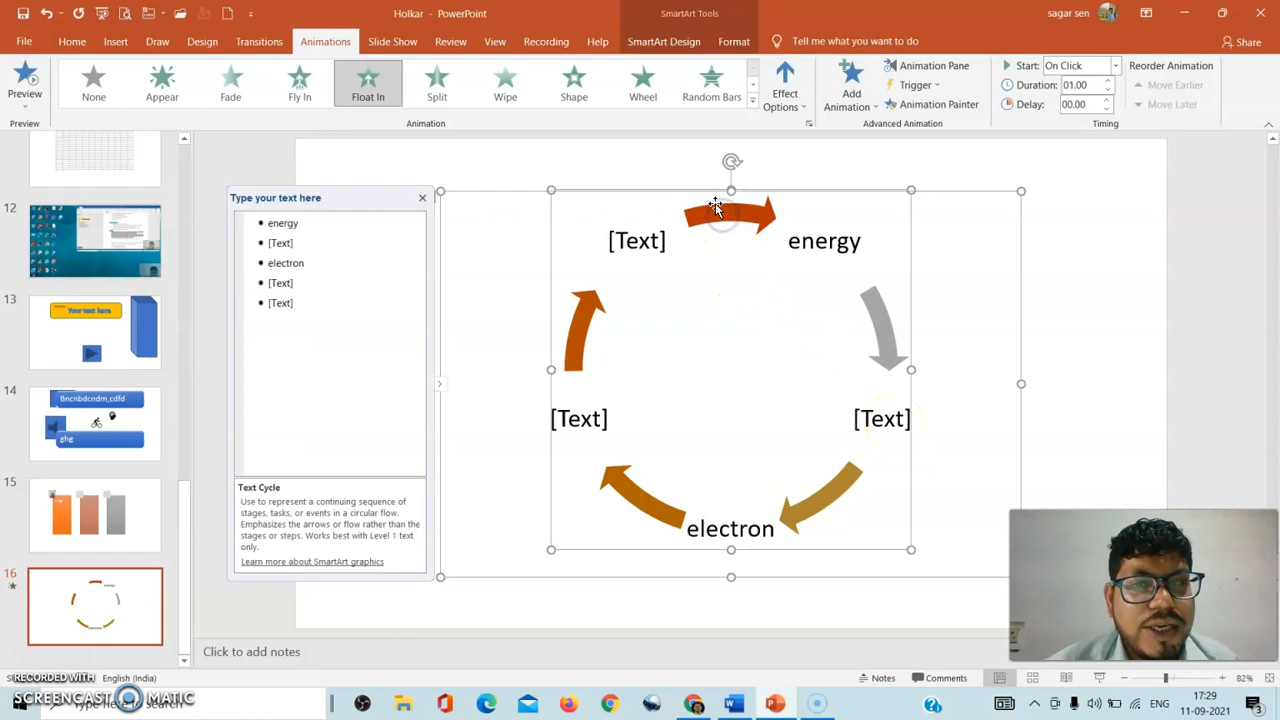 Holkar - PowerPoint
SmartArt Tools
sagar sen
File Home Insert Draw Design Transitions Animations Slide Show Review View Recording Help SmartArt Design Format Tell me what you want to do Share
Preview
None Appear Fade Fly In Float In Split Wipe Shape Wheel Random Bars
Effect Options
Add Animation
Animation Pane
Trigger
Animation Painter
Start: On Click
Duration: 01.00
Delay: 00.00
Reorder Animation
Move Earlier
Move Later
Preview Animation Advanced Animation Timing
12
13
Your text here
14
Bncnbdcndm,cdfd
ghg
15
16
energy
electron
Type your text here
energy
[Text]
electron
[Text]
[Text]
Text Cycle
Use to represent a continuing sequence of
stages, tasks, or events in a circular flow.
Emphasizes the arrows or flow rather than the
stages or steps. Works best with Level 1 text
only.
Learn more about SmartArt graphics
[Text] energy
[Text] [Text]
electron
Click to add notes
English (India)
Notes Comments 82%
RECORDED WITH
SCREENCAST MATIC
Type here to search
ENG
17:29
11-09-2021
3